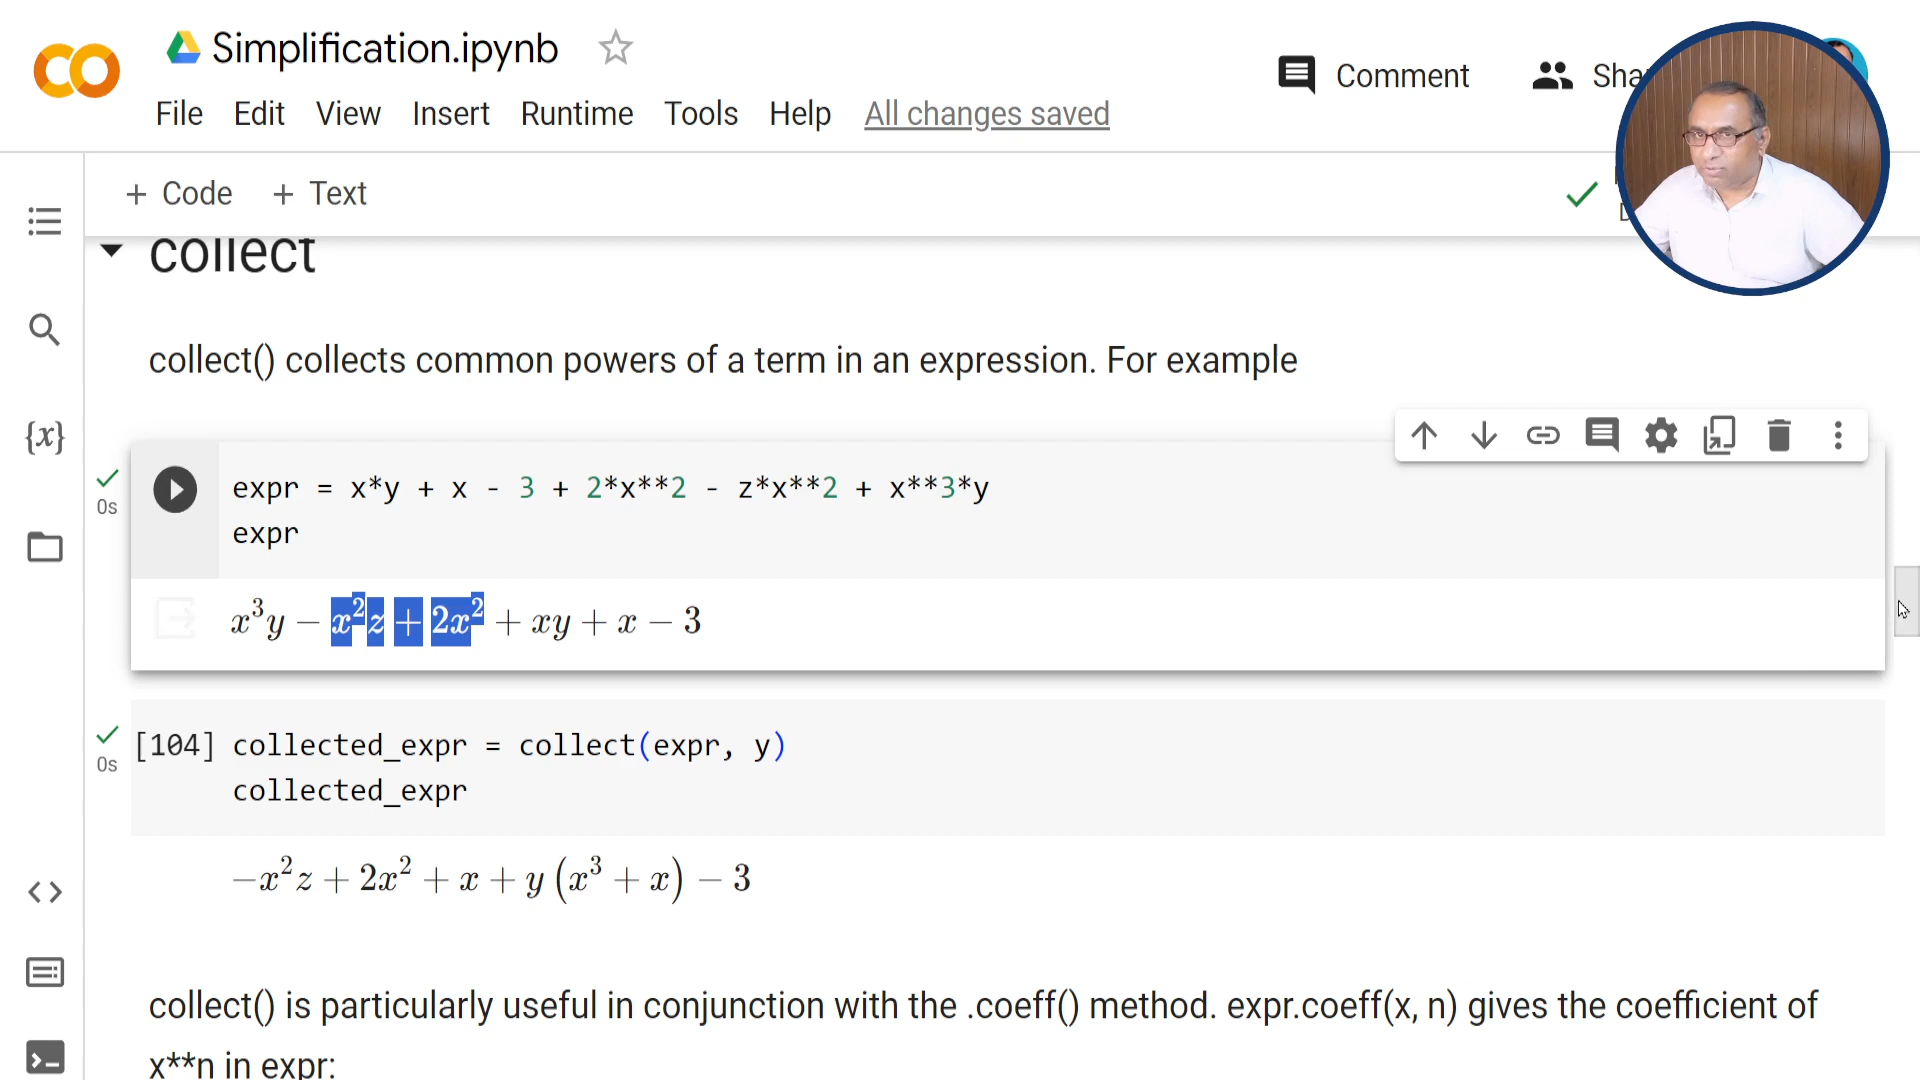 Simplification.ipynb
Comment
Sha
File Edit View Insert Runtime Tools Help All changes saved
+ Code + Text
collect
collect() collects common powers of a term in an expression. For example
expr = x*y + x - 3 + 2*x**2 - z*x**2 + x**3*y
0s
expr
x³y − x²z + 2x² + xy + x − 3
[104] collected_expr = collect(expr, y)
0s
collected_expr
−x²z + 2x² + x + y (x³ + x) − 3
collect() is particularly useful in conjunction with the .coeff() method. expr.coeff(x, n) gives the coefficient of
x**n in expr: